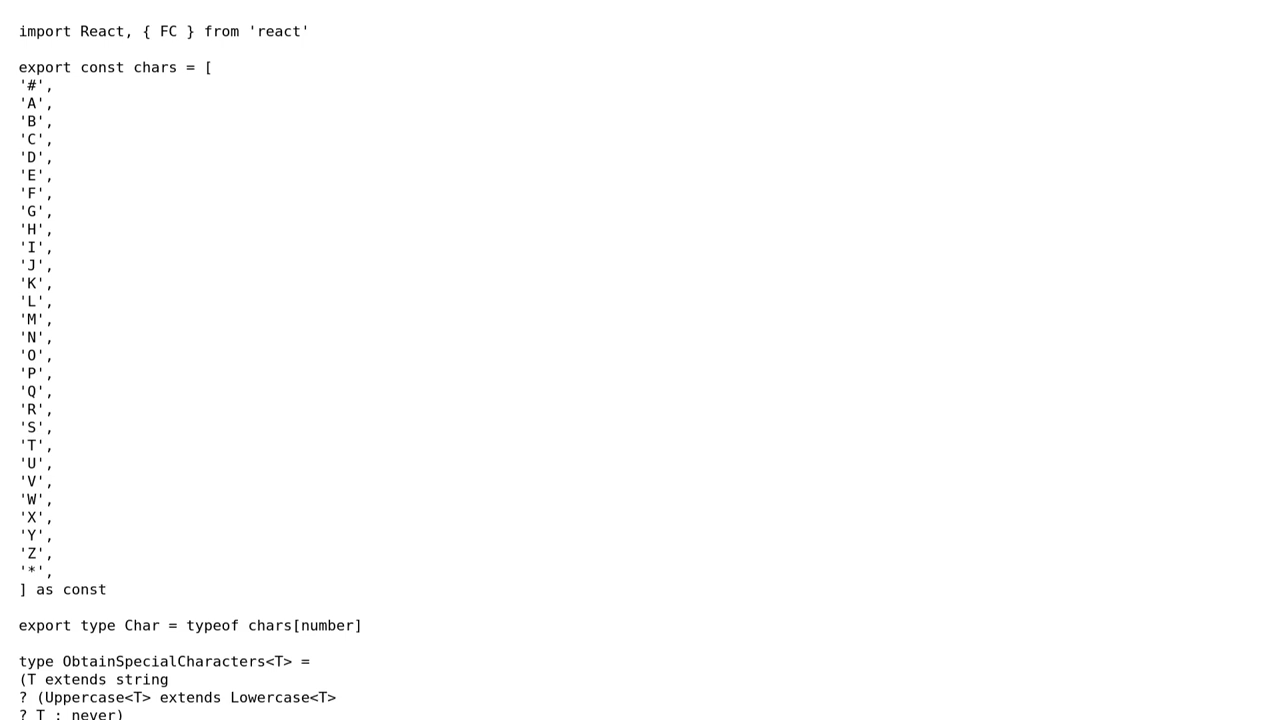 import React, { FC } from 'react'
export const chars = [
'#',
'A',
'B',
'C',
'D',
'E',
'F',
'G',
'H',
'I',
'J',
'K',
'L',
'M',
'N',
'O',
'P',
'Q',
'R',
'S',
'T',
'U',
'V',
'W',
'X',
'Y',
'Z',
'*',
] as const
export type Char = typeof chars[number]
type ObtainSpecialCharacters<T> =
(T extends string
? (Uppercase<T> extends Lowercase<T>
? T : never)